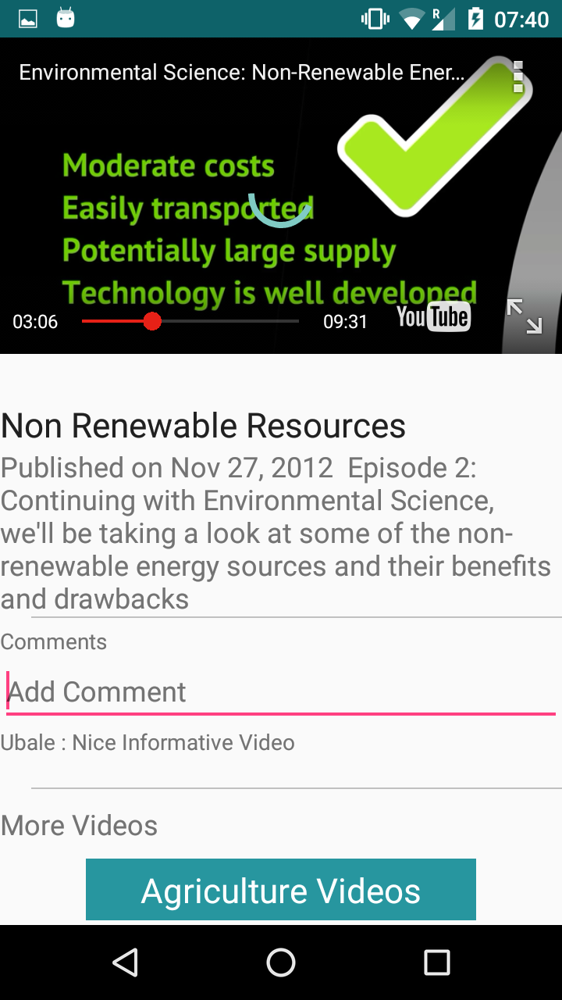 R 07:40
Environmental Science: Non-Renewable Ener...
Moderate costs
Easily transported
Potentially large supply
Technology is well developed
03:06 09:31 YouTube
Non Renewable Resources
Published on Nov 27, 2012  Episode 2:
Continuing with Environmental Science,
we'll be taking a look at some of the non-
renewable energy sources and their benefits
and drawbacks
Comments
Add Comment
Ubale : Nice Informative Video
More Videos
Agriculture Videos